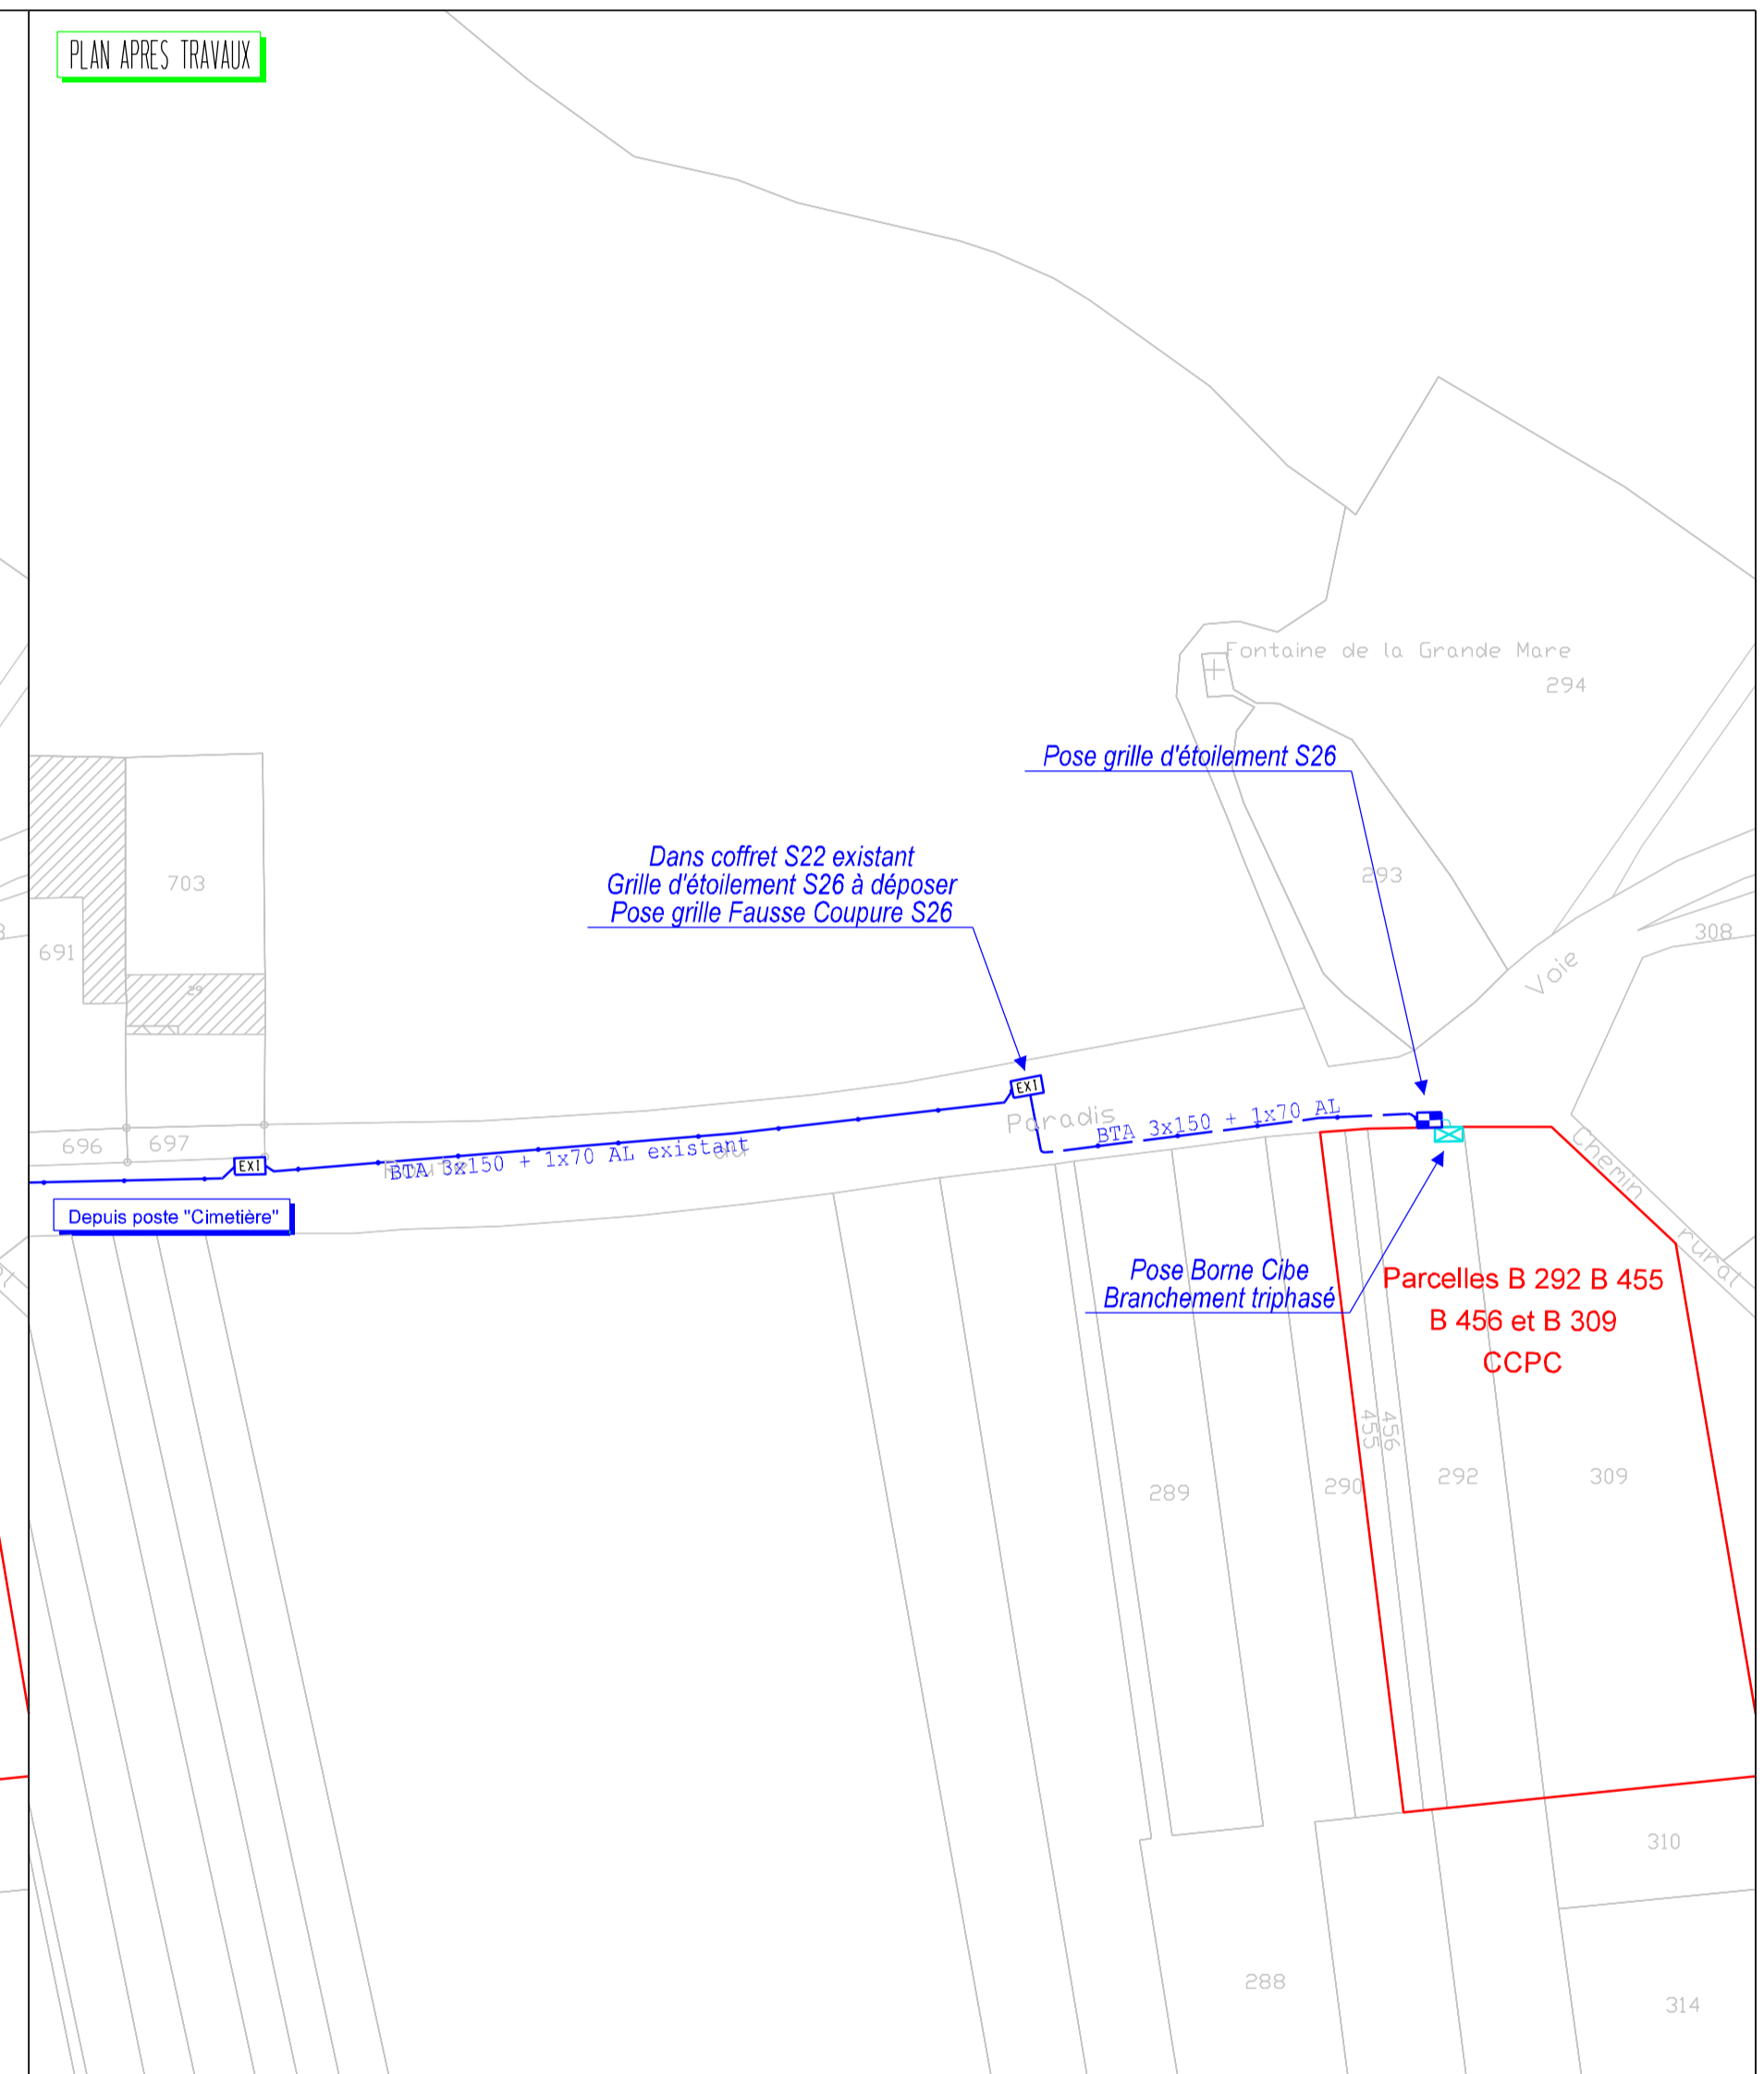 PLAN APRES TRAVAUX
Fontaine de la Grande Mare
294
Pose grille d'étoilement S26
Dans coffret S22 existant
Grille d'étoilement S26 à déposer
Pose grille Fausse Coupure S26
703
293
691
308
Voie
29
EXI
Paradis
BTA 3x150 + 1x70 AL
696
697
EXI
Route
BTA 3x150 + 1x70 AL existant
du
Chemin
rural
Depuis poste "Cimetière"
Pose Borne Cibe
Branchement triphasé
Parcelles B 292 B 455
B 456 et B 309
CCPC
455
456
289
290
292
309
310
288
314